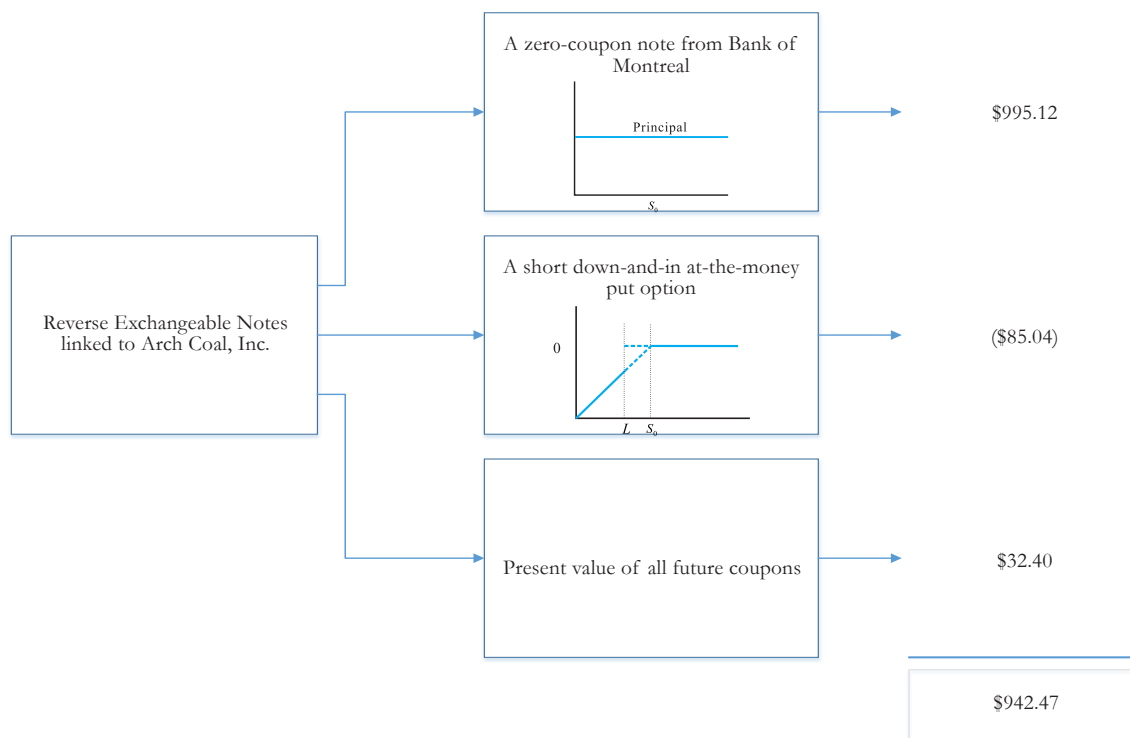 A zero-coupon note from Bank of
Montreal
Principal
S₀
$995.12
Reverse Exchangeable Notes
linked to Arch Coal, Inc.
A short down-and-in at-the-money
put option
0
L S₀
($85.04)
Present value of all future coupons
$32.40
$942.47